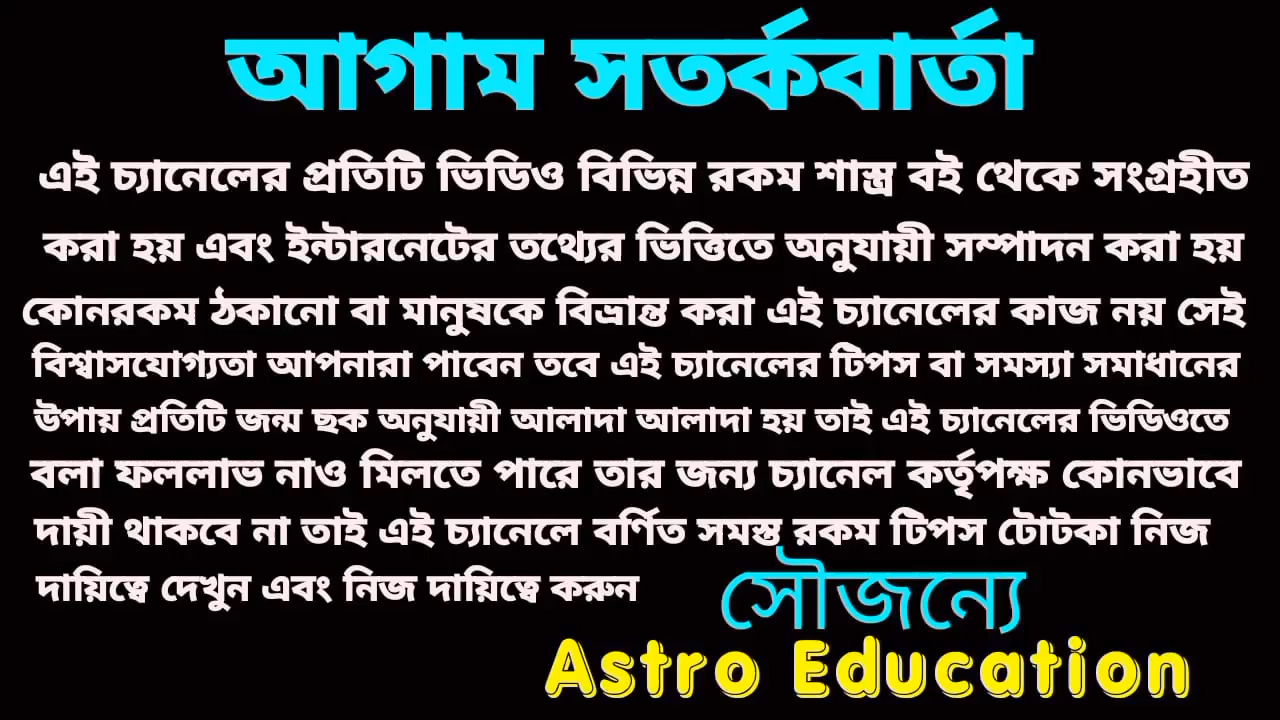 আগাম সতর্কবার্তা
এই চ্যানেলের প্রতিটি ভিডিও বিভিন্ন রকম শাস্ত্র বই থেকে সংগ্রহীত
করা হয় এবং ইন্টারনেটের তথ্যের ভিত্তিতে অনুযায়ী সম্পাদন করা হয়
কোনরকম ঠকানো বা মানুষকে বিভ্রান্ত করা এই চ্যানেলের কাজ নয় সেই
বিশ্বাসযোগ্যতা আপনারা পাবেন তবে এই চ্যানেলের টিপস বা সমস্যা সমাধানের
উপায় প্রতিটি জন্ম ছক অনুযায়ী আলাদা আলাদা হয় তাই এই চ্যানেলের ভিডিওতে
বলা ফললাভ নাও মিলতে পারে তার জন্য চ্যানেল কর্তৃপক্ষ কোনভাবে
দায়ী থাকবে না তাই এই চ্যানেলে বর্ণিত সমস্ত রকম টিপস টোটকা নিজ
দায়িত্বে দেখুন এবং নিজ দায়িত্বে করুন
সৌজন্যে
Astro Education